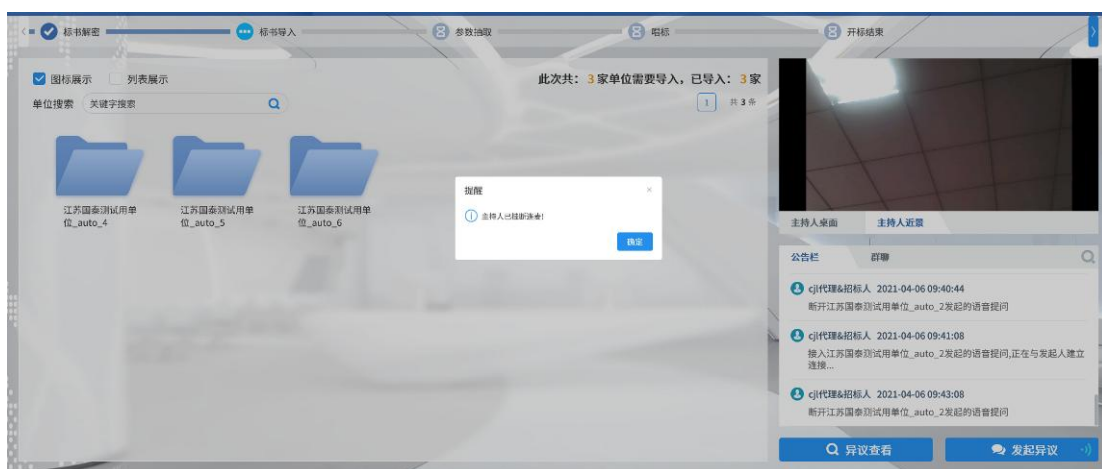 标书解密
标书导入
参数抽取
唱标
开标结果
图标展示
列表展示
此次共：3家单位需要导入，已导入：3家
单位搜索
关键字搜索
1
共3条
江苏国泰测试用单
位_auto_4
江苏国泰测试用单
位_auto_5
江苏国泰测试用单
位_auto_6
提醒
×
主持人已挂断连麦!
确定
主持人桌面
主持人近景
公告栏
群聊
cjl代理&招标人 2021-04-06 09:40:44
断开江苏国泰测试用单位_auto_2发起的语音提问
cjl代理&招标人 2021-04-06 09:41:08
接入江苏国泰测试用单位_auto_2发起的语音提问,正在与发起人建立
连接...
cjl代理&招标人 2021-04-06 09:43:08
断开江苏国泰测试用单位_auto_2发起的语音提问
异议查看
发起异议